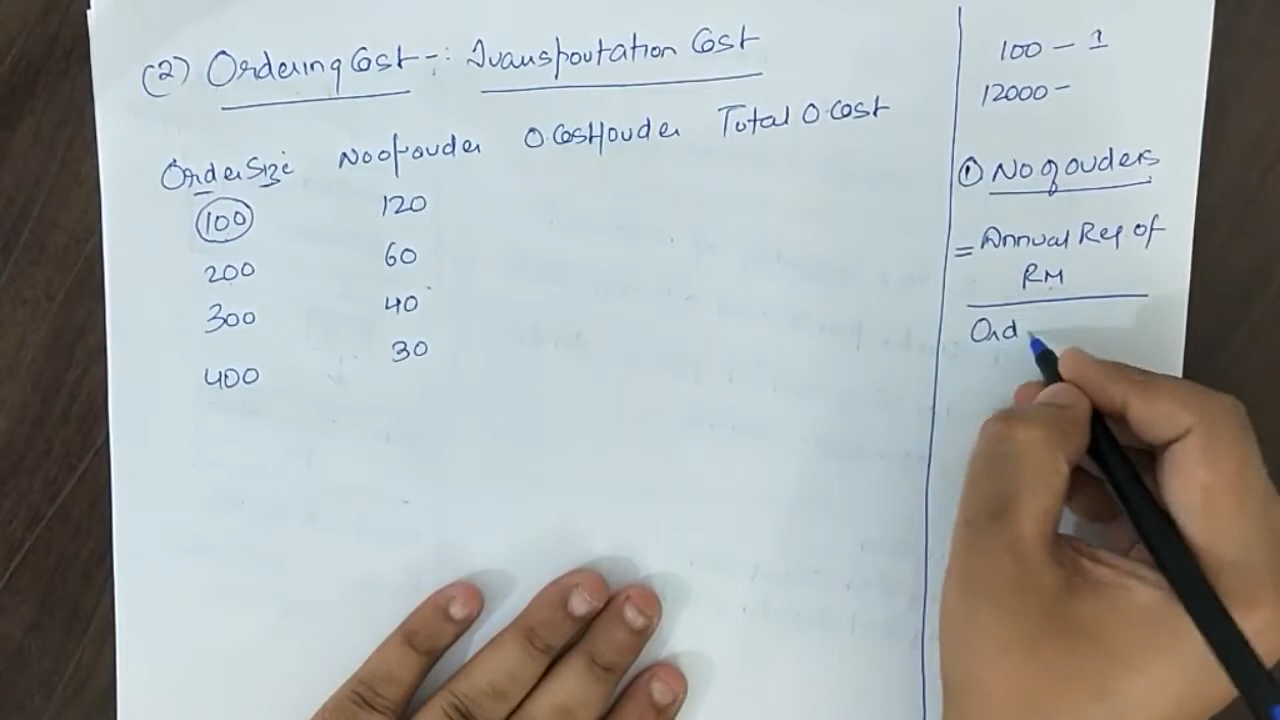 (2) Ordering Cost -: Transportation Cost
Order Size No of order O.Cost/order Total O.Cost
100 120
200 60
300 40
400 30
100 - 1
12000 -
① No of orders
= Annual Req of
RM
Ord